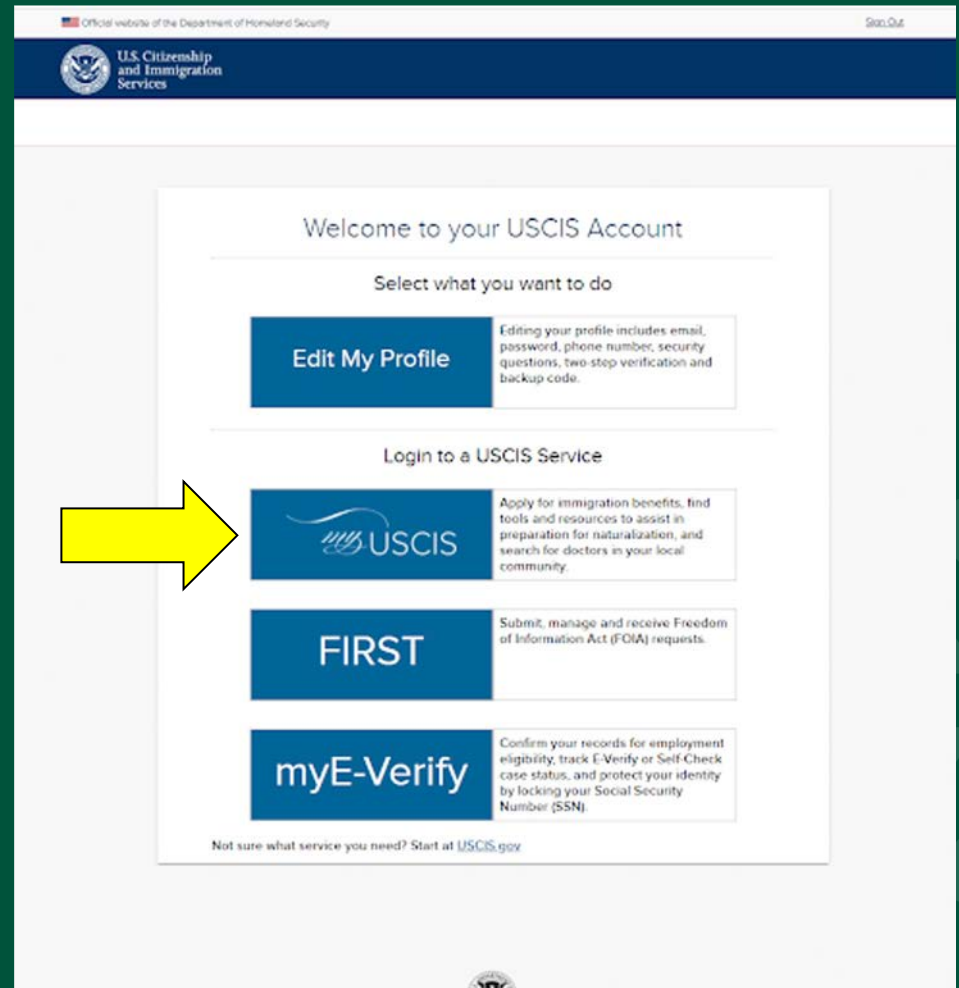 Official website of the Department of Homeland Security
Sign Out
U.S. Citizenship
and Immigration
Services
Welcome to your USCIS Account
Select what you want to do
Edit My Profile
Editing your profile includes email,
password, phone number, security
questions, two-step verification and
backup code.
Login to a USCIS Service
my USCIS
Apply for immigration benefits, find
tools and resources to assist in
preparation for naturalization, and
search for doctors in your local
community.
FIRST
Submit, manage and receive Freedom
of Information Act (FOIA) requests.
myE-Verify
Confirm your records for employment
eligibility, track E-Verify or Self-Check
case status, and protect your identity
by locking your Social Security
Number (SSN).
Not sure what service you need? Start at USCIS.gov